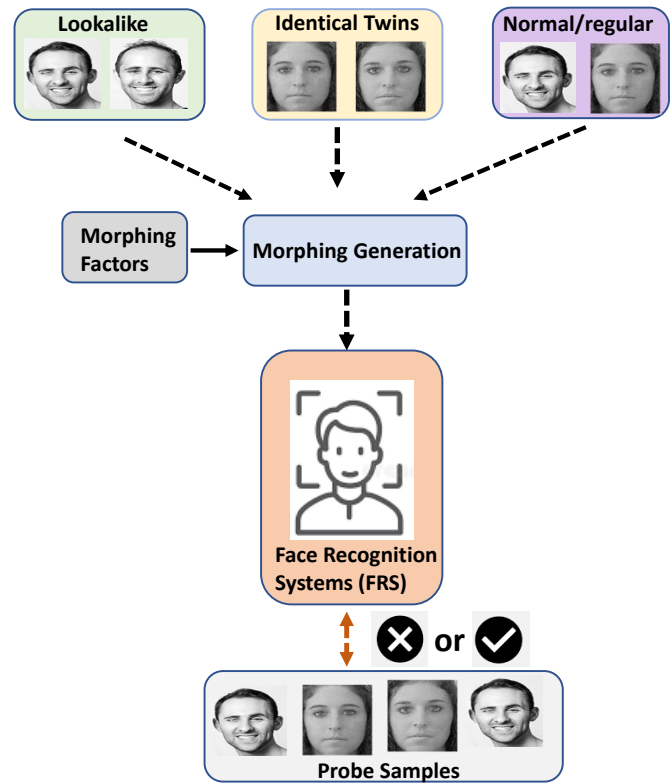 Lookalike
Identical Twins
Normal/regular
Morphing
Factors
Morphing Generation
Face Recognition
Systems (FRS)
or
Probe Samples